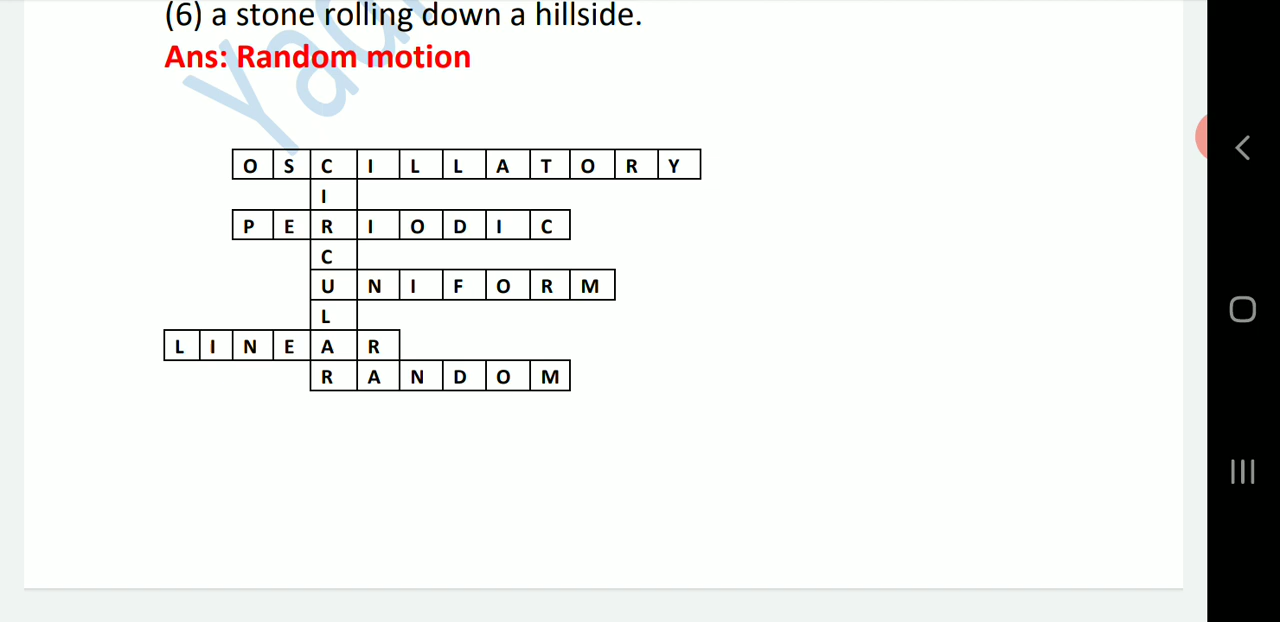 (6) a stone rolling down a hillside.
Ans: Random motion
O S C I L L A T O R Y
I
P E R I O D I C
C
U N I F O R M
L
L I N E A R
R A N D O M